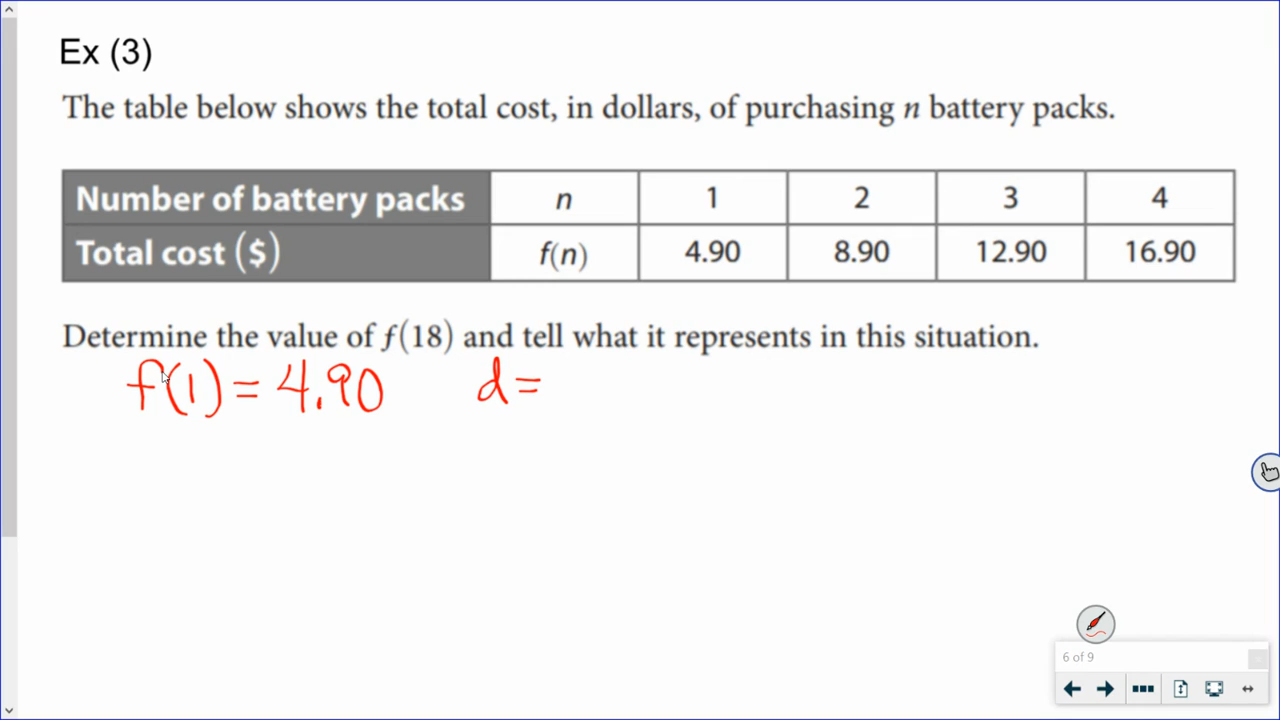 Ex (3)
The table below shows the total cost, in dollars, of purchasing n battery packs.
Number of battery packs n 1 2 3 4
Total cost ($) f(n) 4.90 8.90 12.90 16.90
Determine the value of f(18) and tell what it represents in this situation.
f(1) = 4.90 d =
6 of 9